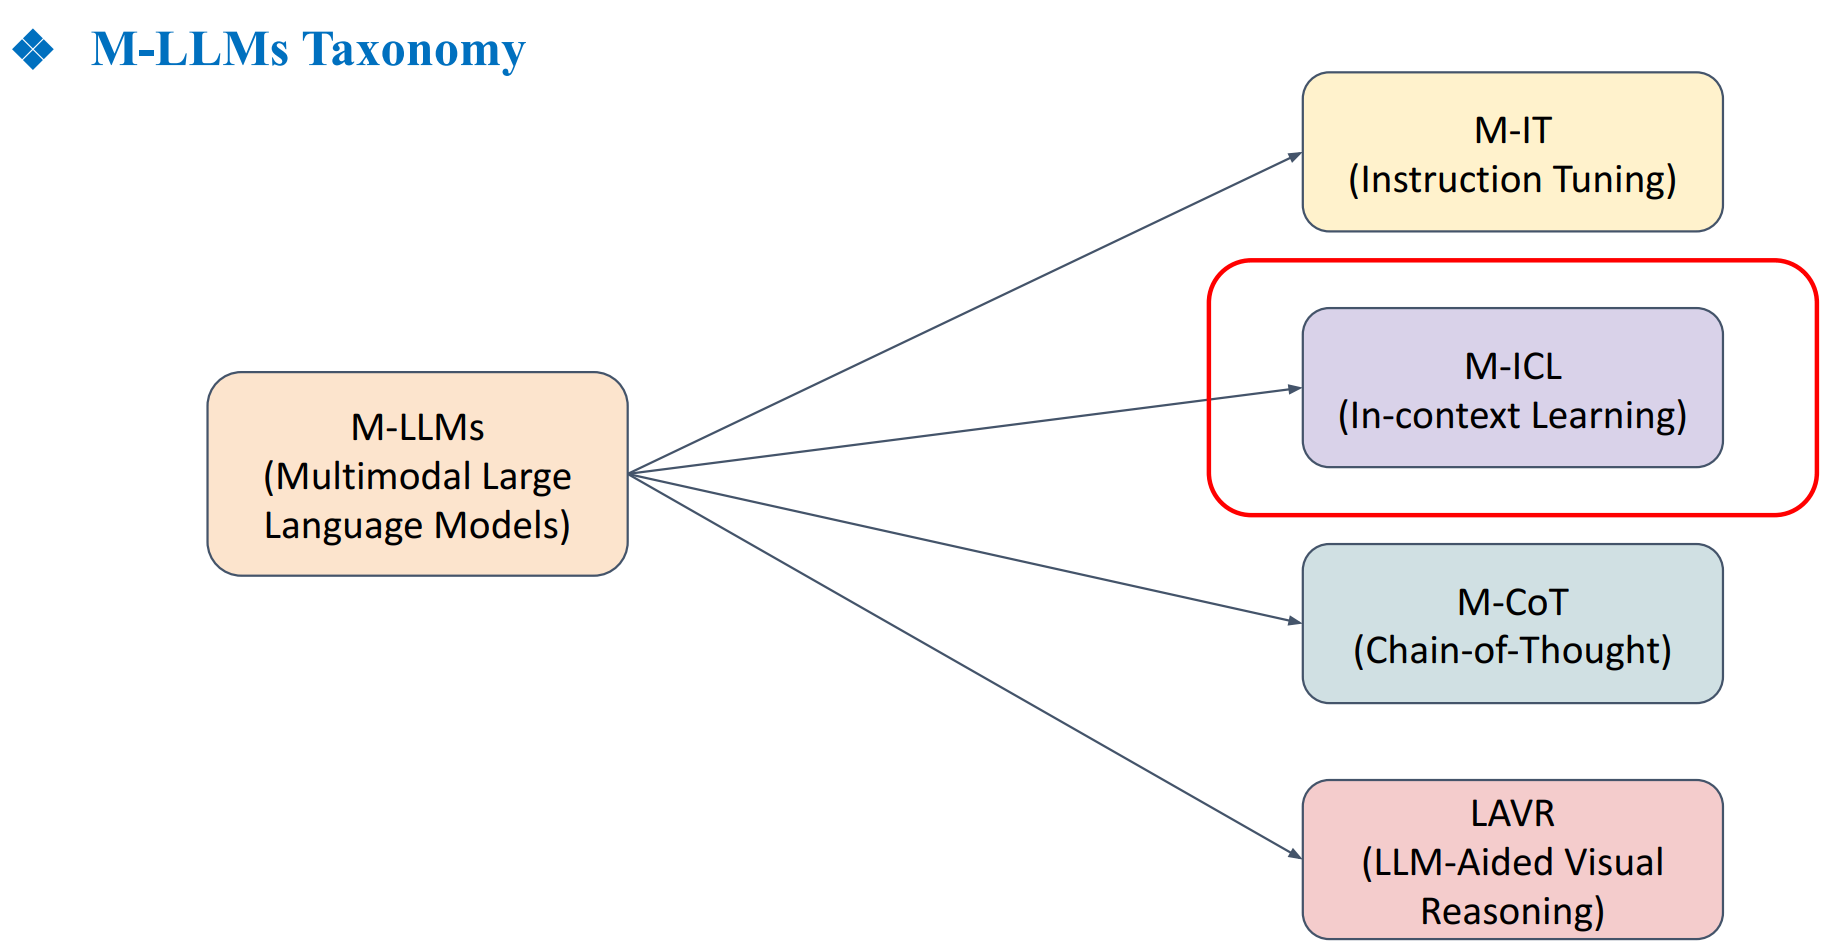 M-LLMs Taxonomy
M-IT
(Instruction Tuning)
M-ICL
(In-context Learning)
M-LLMs
(Multimodal Large
Language Models)
M-CoT
(Chain-of-Thought)
LAVR
(LLM-Aided Visual
Reasoning)